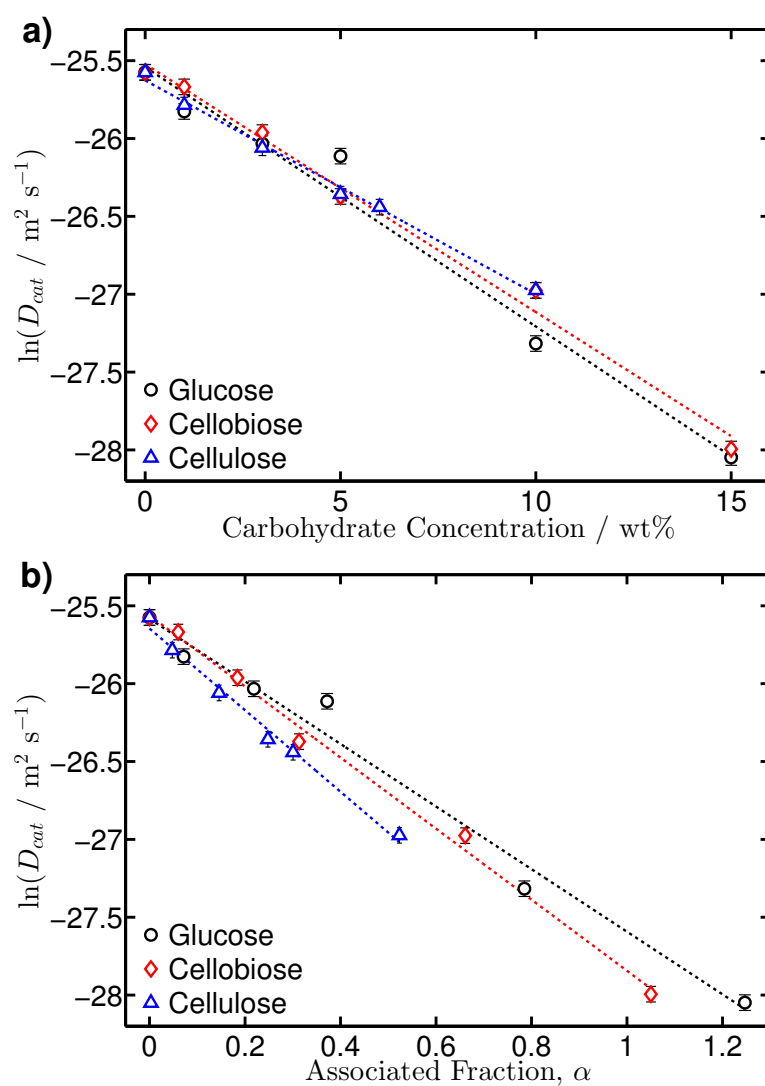 a)
−25.5
−26
−26.5
−27
−27.5
−28
ln(D_cat / m² s⁻¹)
Glucose
Cellobiose
Cellulose
0 5 10 15
Carbohydrate Concentration / wt%
b)
−25.5
−26
−26.5
−27
−27.5
−28
ln(D_cat / m² s⁻¹)
Glucose
Cellobiose
Cellulose
0 0.2 0.4 0.6 0.8 1 1.2
Associated Fraction, α